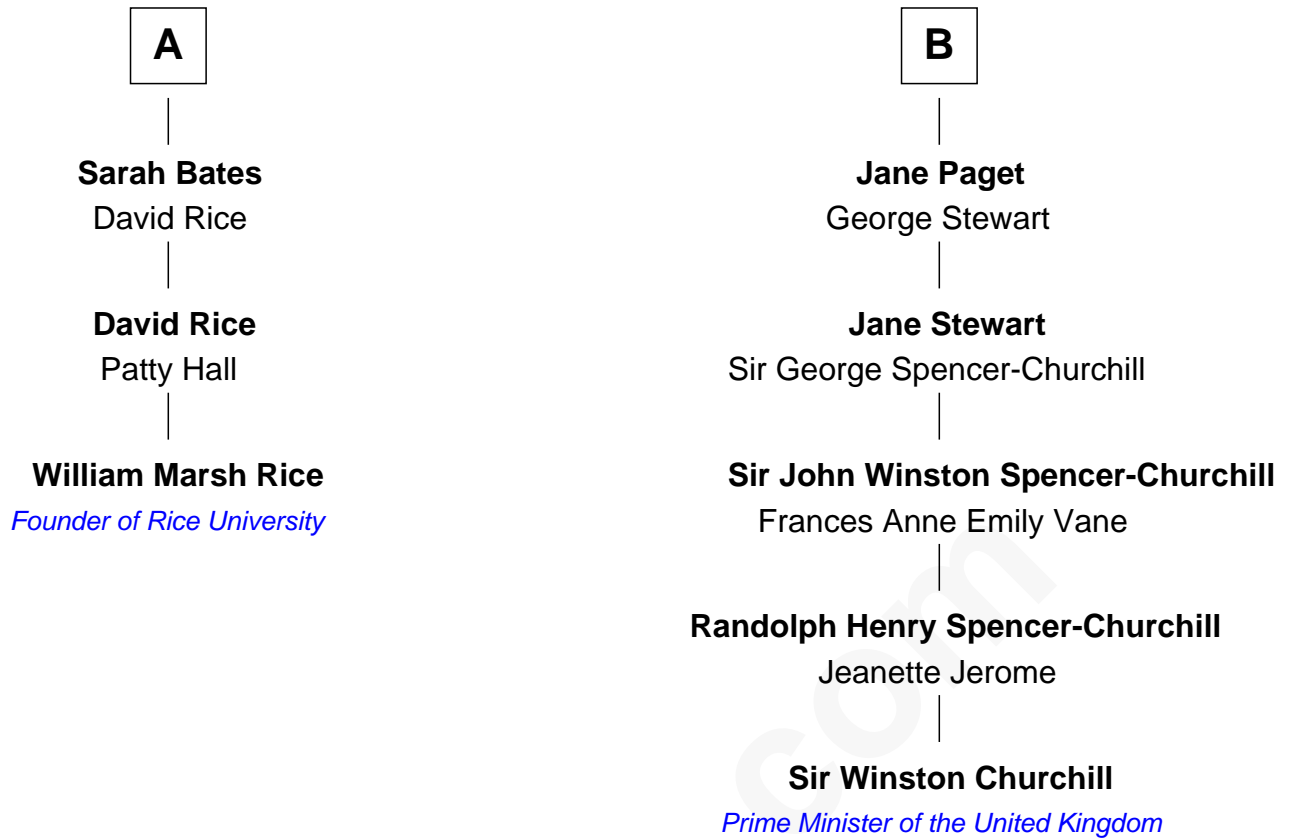 A
Sarah Bates
David Rice
David Rice
Patty Hall
William Marsh Rice
Founder of Rice University
B
Jane Paget
George Stewart
Jane Stewart
Sir George Spencer-Churchill
Sir John Winston Spencer-Churchill
Frances Anne Emily Vane
Randolph Henry Spencer-Churchill
Jeanette Jerome
Sir Winston Churchill
Prime Minister of the United Kingdom
com